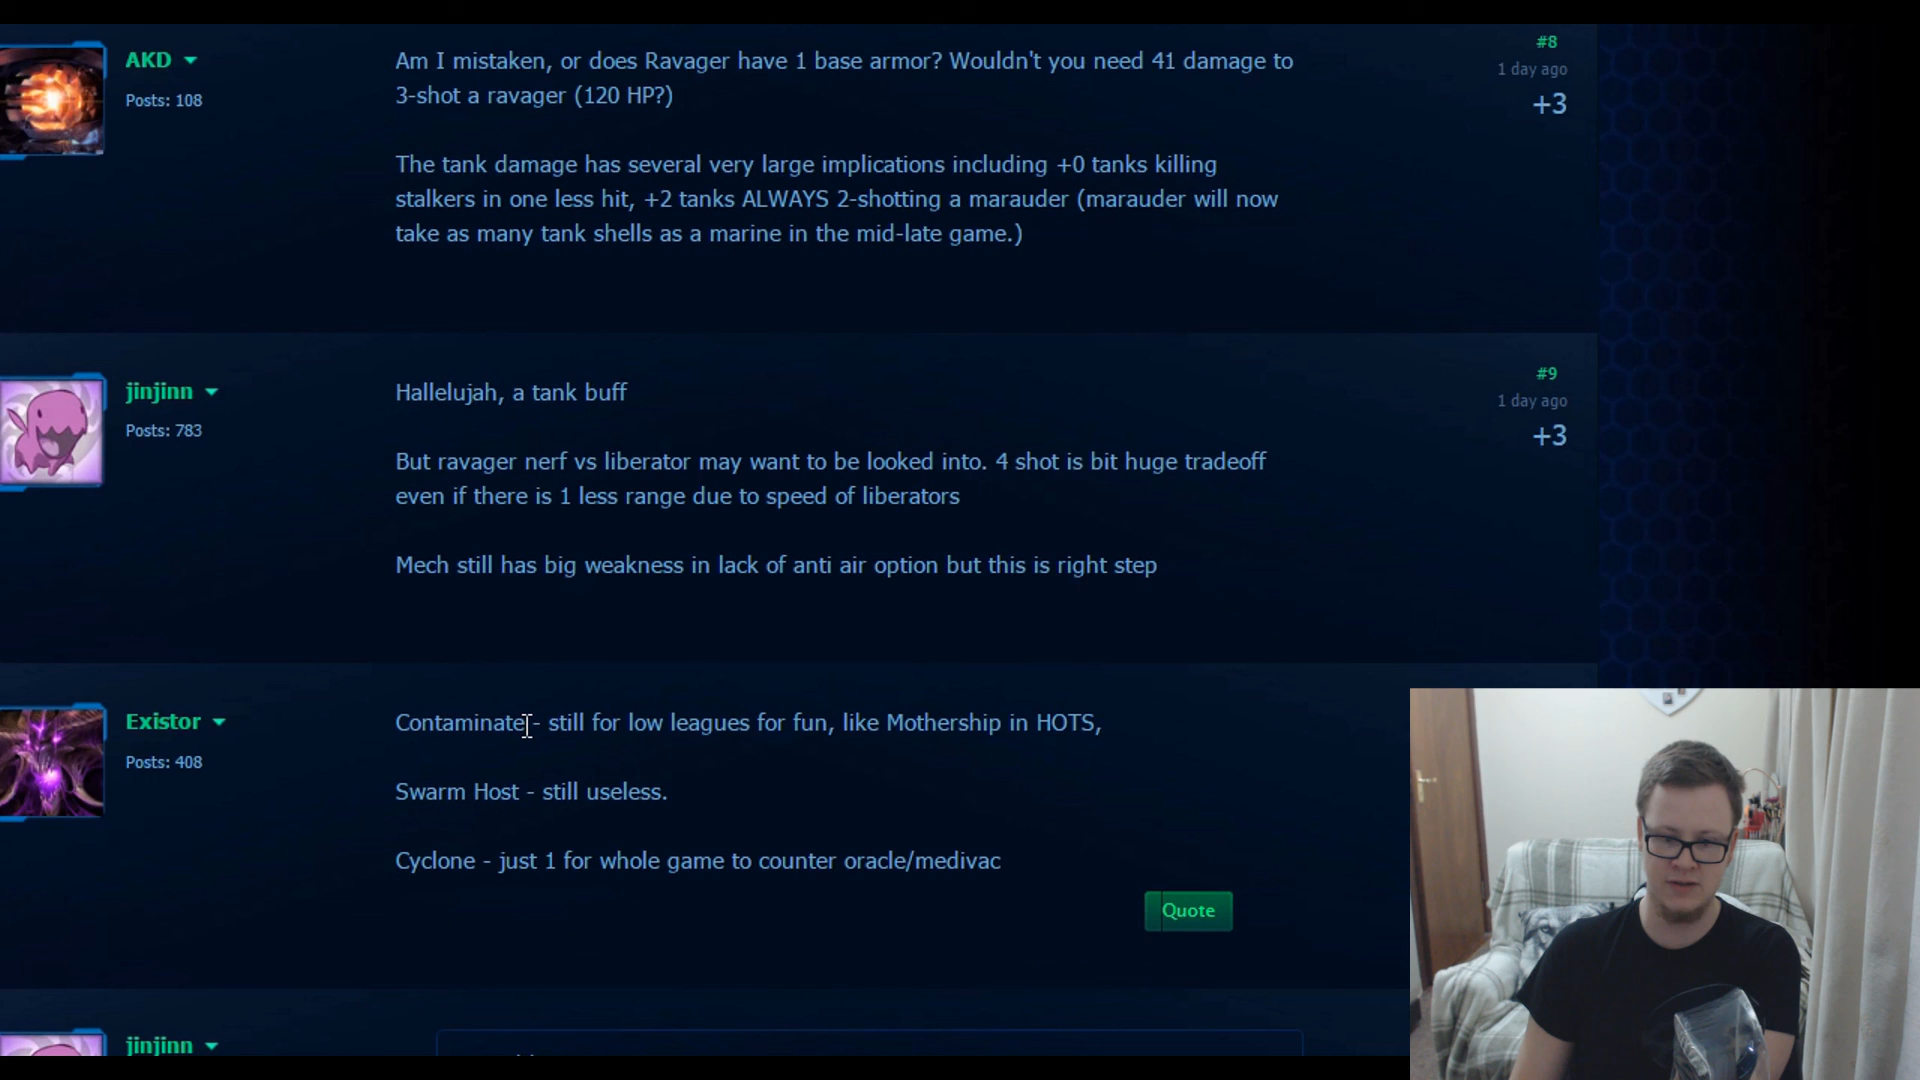 AKD
Posts: 108
Am I mistaken, or does Ravager have 1 base armor? Wouldn't you need 41 damage to
3-shot a ravager (120 HP?)
The tank damage has several very large implications including +0 tanks killing
stalkers in one less hit, +2 tanks ALWAYS 2-shotting a marauder (marauder will now
take as many tank shells as a marine in the mid-late game.)
#8
1 day ago
+3
jinjinn
Posts: 783
Hallelujah, a tank buff
But ravager nerf vs liberator may want to be looked into. 4 shot is bit huge tradeoff
even if there is 1 less range due to speed of liberators
Mech still has big weakness in lack of anti air option but this is right step
#9
1 day ago
+3
Existor
Posts: 408
Contaminate - still for low leagues for fun, like Mothership in HOTS,
Swarm Host - still useless.
Cyclone - just 1 for whole game to counter oracle/medivac
Quote
jinjinn